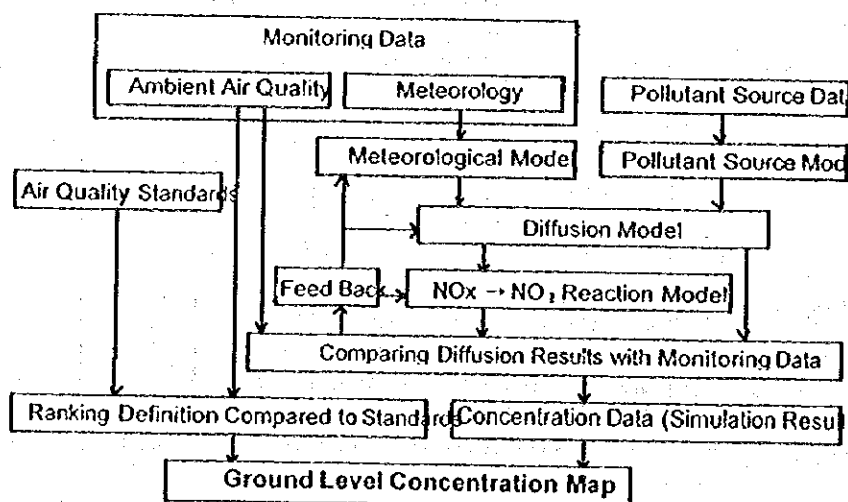 Monitoring Data
Ambient Air Quality
Meteorology
Pollutant Source Dat
Meteorological Model
Pollutant Source Mod
Air Quality Standards
Diffusion Model
Feed Back
NOx → NO₂ Reaction Model
Comparing Diffusion Results with Monitoring Data
Ranking Definition Compared to Standards
Concentration Data (Simulation Resul
Ground Level Concentration Map